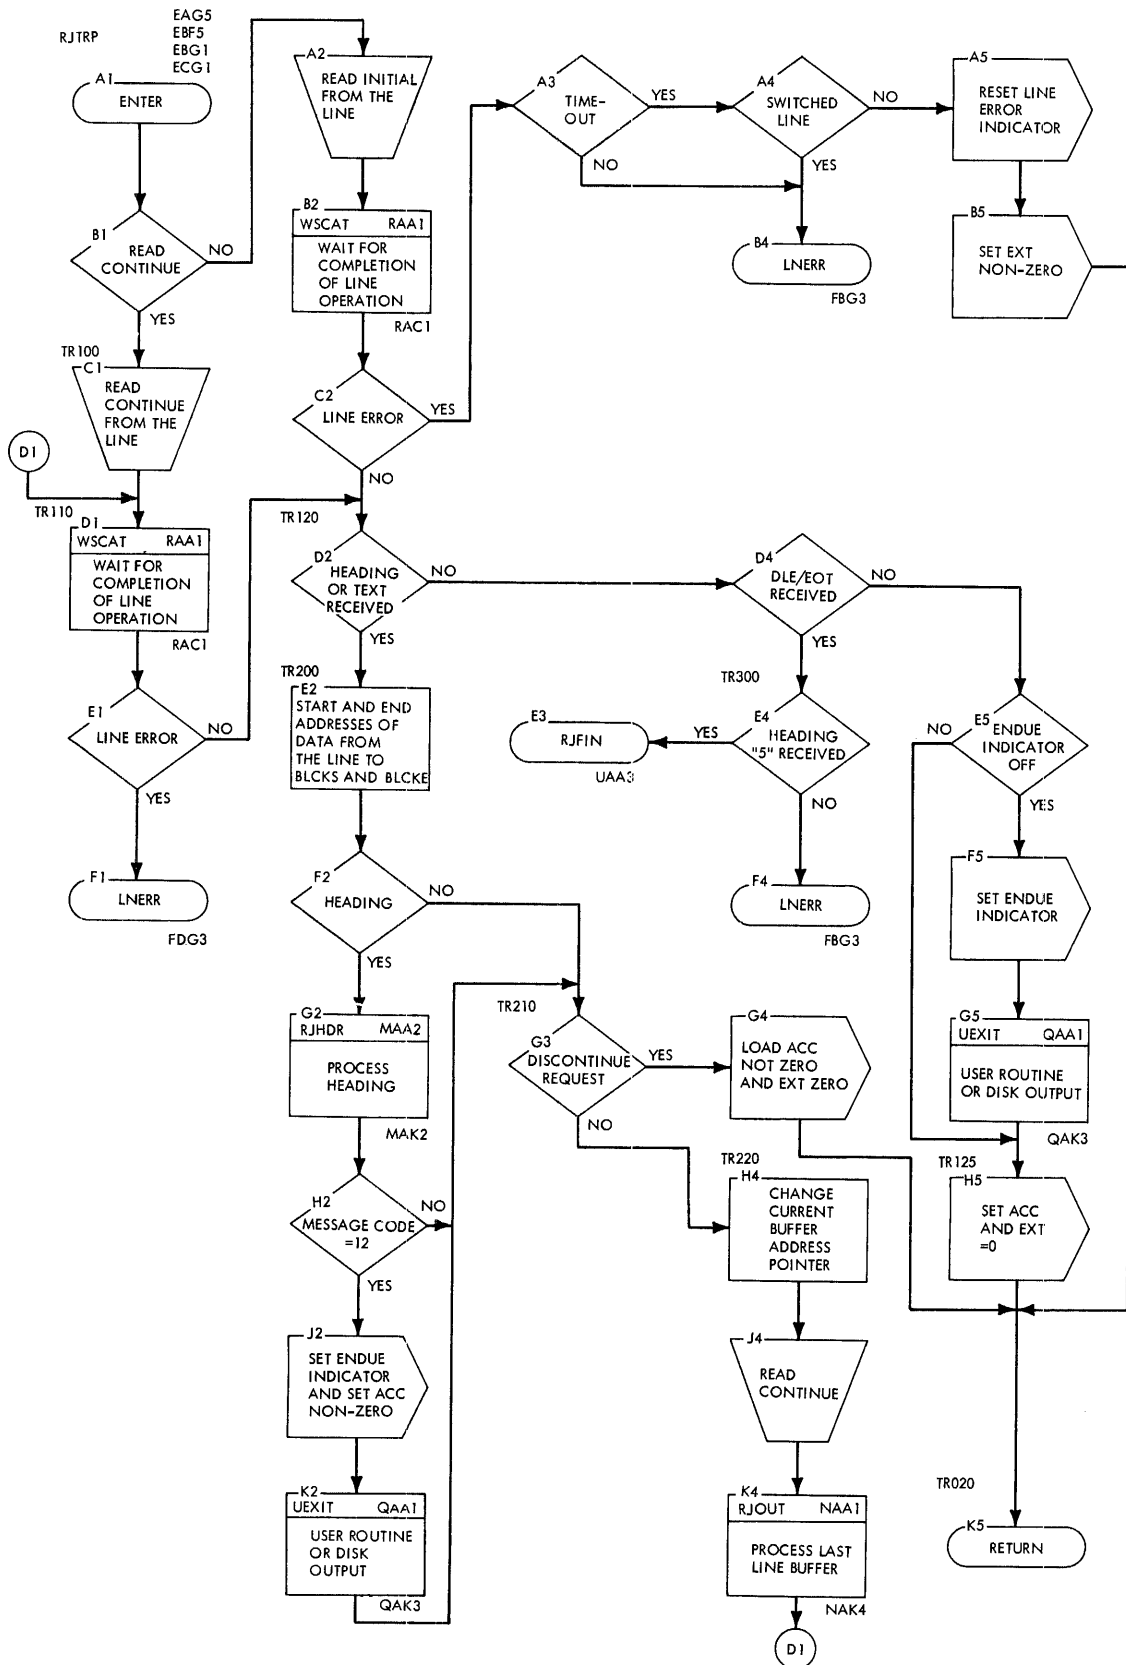 RJTRP
EAG5
EBF5
EBG1
ECG1
A1
ENTER
B1
READ
CONTINUE
NO
YES
TR100
C1
READ
CONTINUE
FROM THE
LINE
D1
TR110
D1
WSCAT RAA1
WAIT FOR
COMPLETION
OF LINE
OPERATION
RAC1
E1
LINE ERROR
NO
YES
F1
LNERR
FDG3
A2
READ INITIAL
FROM THE
LINE
B2
WSCAT RAA1
WAIT FOR
COMPLETION
OF LINE
OPERATION
RAC1
C2
LINE ERROR
YES
NO
TR120
D2
HEADING
OR TEXT
RECEIVED
NO
YES
TR200
E2
START AND END
ADDRESSES OF
DATA FROM
THE LINE TO
BLCKS AND BLCKE
F2
HEADING
NO
YES
G2
RJHDR MAA2
PROCESS
HEADING
MAK2
H2
MESSAGE CODE
=12
NO
YES
J2
SET ENDUE
INDICATOR
AND SET ACC
NON-ZERO
K2
UEXIT QAA1
USER ROUTINE
OR DISK
OUTPUT
QAK3
A3
TIME-
OUT
YES
NO
A4
SWITCHED
LINE
NO
YES
B4
LNERR
FBG3
A5
RESET LINE
ERROR
INDICATOR
B5
SET EXT
NON-ZERO
D4
DLE/EOT
RECEIVED
NO
YES
TR300
E3
RJFIN
UAA3
E4
HEADING
"5" RECEIVED
YES
NO
F4
LNERR
FBG3
E5
ENDUE
INDICATOR
OFF
NO
YES
F5
SET ENDUE
INDICATOR
G5
UEXIT QAA1
USER ROUTINE
OR DISK OUTPUT
QAK3
TR125
H5
SET ACC
AND EXT
=0
TR210
G3
DISCONTINUE
REQUEST
YES
NO
G4
LOAD ACC
NOT ZERO
AND EXT ZERO
TR220
H4
CHANGE
CURRENT
BUFFER
ADDRESS
POINTER
J4
READ
CONTINUE
K4
RJOUT NAA1
PROCESS LAST
LINE BUFFER
NAK4
D1
TR020
K5
RETURN